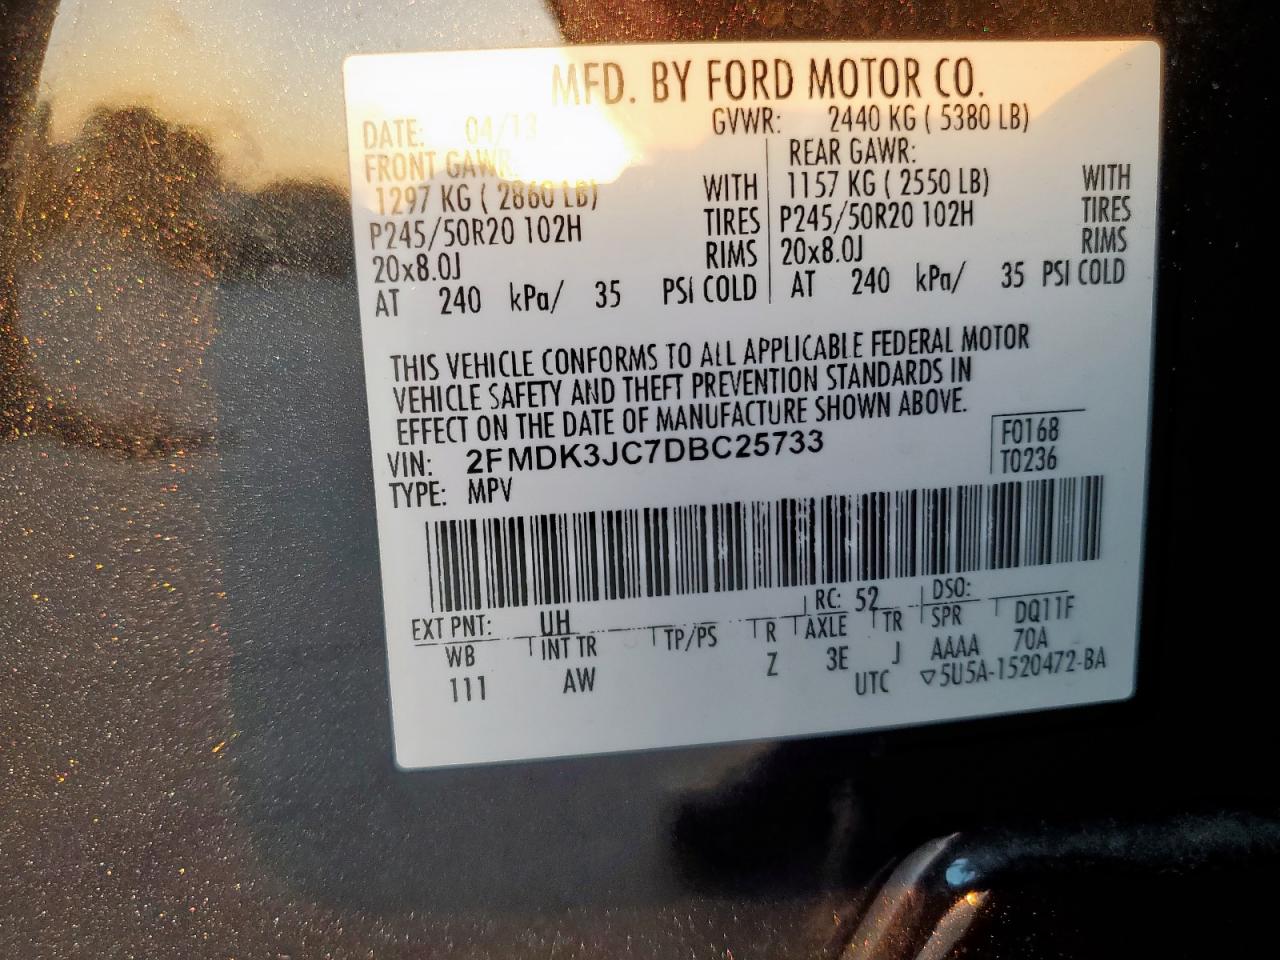 MFD. BY FORD MOTOR CO.
DATE: 04/13 GVWR: 2440 KG ( 5380 LB)
FRONT GAWR: REAR GAWR:
1297 KG ( 2860 LB) WITH 1157 KG ( 2550 LB) WITH
P245/50R20 102H TIRES P245/50R20 102H TIRES
20x8.0J RIMS 20x8.0J RIMS
AT 240 kPa/ 35 PSI COLD AT 240 kPa/ 35 PSI COLD
THIS VEHICLE CONFORMS TO ALL APPLICABLE FEDERAL MOTOR
VEHICLE SAFETY AND THEFT PREVENTION STANDARDS IN
EFFECT ON THE DATE OF MANUFACTURE SHOWN ABOVE.
VIN: 2FMDK3JC7DBC25733 F0168
TYPE: MPV T0236
EXT PNT: UH RC: 52 DSO:
WB INT TR TP/PS R AXLE TR SPR DQ11F
111 AW Z 3E J AAAA 70A
UTC ▽5U5A-1520472-BA